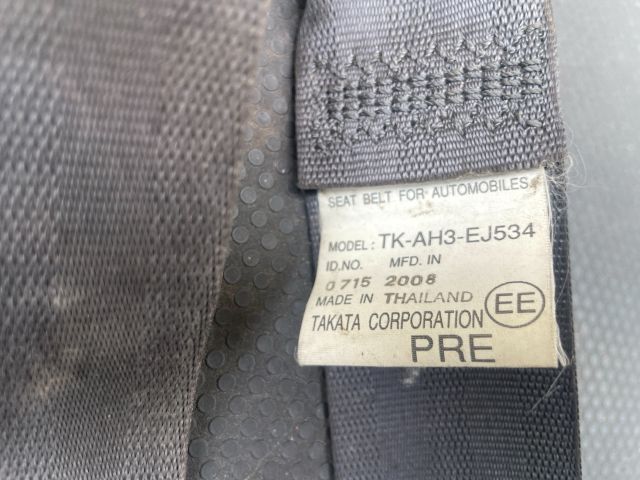 SEAT BELT FOR AUTOMOBILES
MODEL: TK-AH3-EJ534
ID.NO. MFD. IN
0715 2008
MADE IN THAILAND
EE
TAKATA CORPORATION
PRE